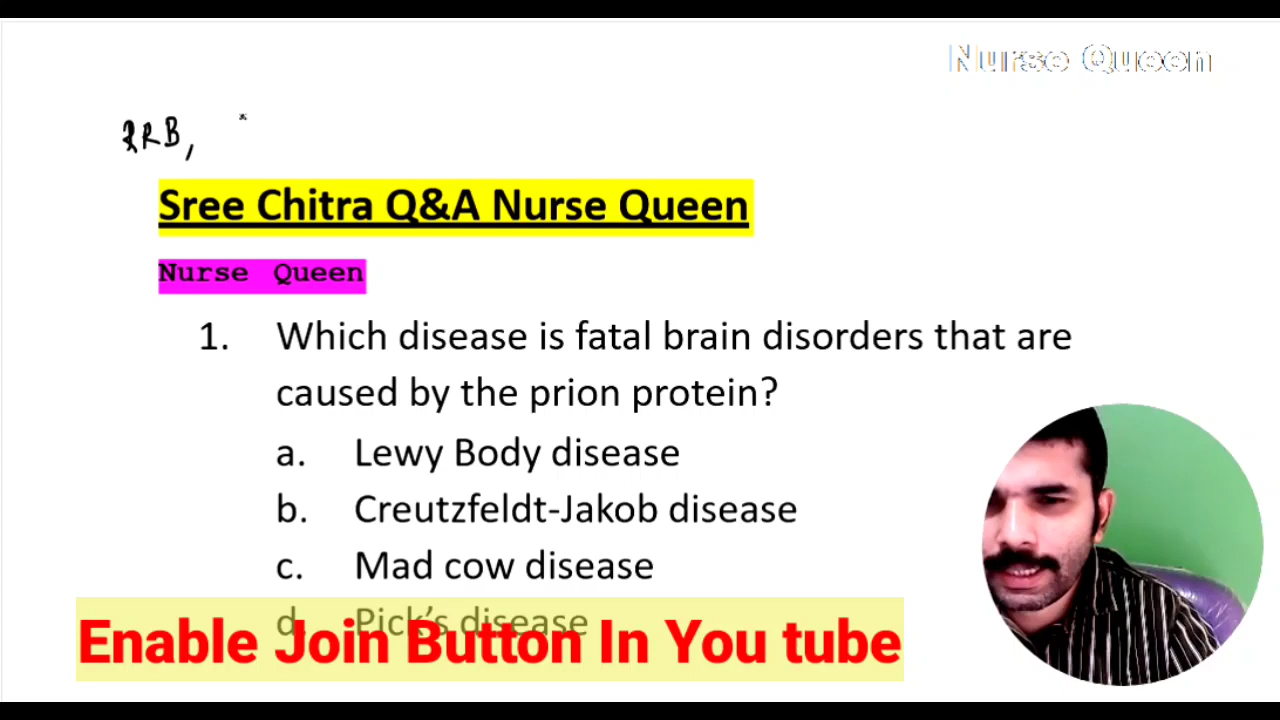 Nurse Queen
RRB,
Sree Chitra Q&A Nurse Queen
Nurse Queen
1. Which disease is fatal brain disorders that are
caused by the prion protein?
a. Lewy Body disease
b. Creutzfeldt-Jakob disease
c. Mad cow disease
d. Pick's disease
Enable Join Button In You tube